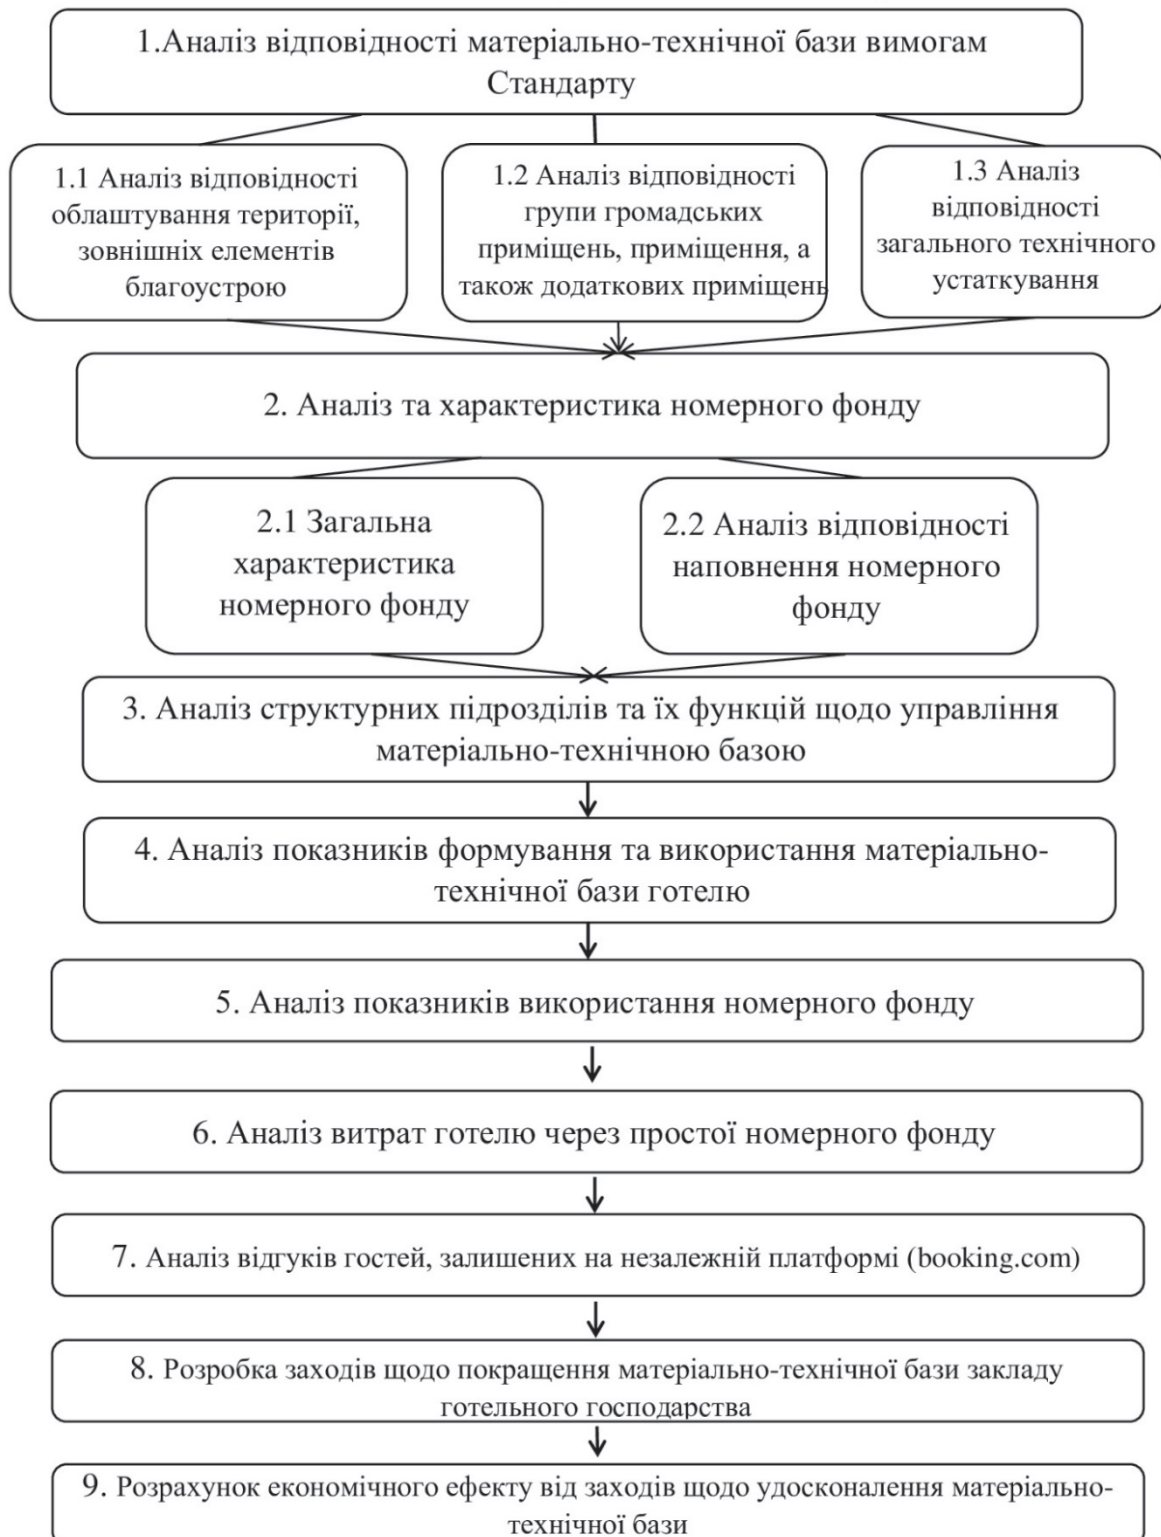 1.Аналіз відповідності матеріально-технічної бази вимогам
Стандарту
1.1 Аналіз відповідності
облаштування території,
зовнішніх елементів
благоустрою
1.2 Аналіз відповідності
групи громадських
приміщень, приміщення, а
також додаткових приміщень
1.3 Аналіз
відповідності
загального технічного
устаткування
2. Аналіз та характеристика номерного фонду
2.1 Загальна
характеристика
номерного фонду
2.2 Аналіз відповідності
наповнення номерного
фонду
3. Аналіз структурних підрозділів та їх функцій щодо управління
матеріально-технічною базою
4. Аналіз показників формування та використання матеріально-
технічної бази готелю
5. Аналіз показників використання номерного фонду
6. Аналіз витрат готелю через простої номерного фонду
7. Аналіз відгуків гостей, залишених на незалежній платформі (booking.com)
8. Розробка заходів щодо покращення матеріально-технічної бази закладу
готельного господарства
9. Розрахунок економічного ефекту від заходів щодо удосконалення матеріально-
технічної бази